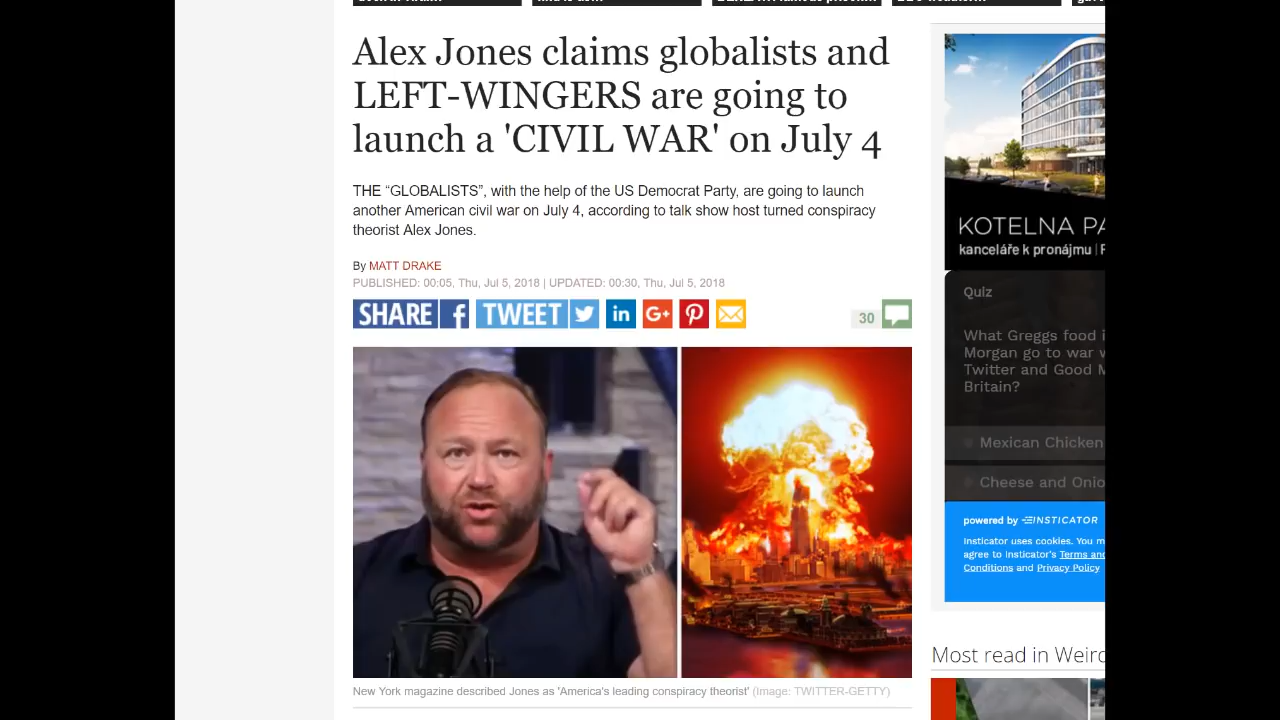 Alex Jones claims globalists and
LEFT-WINGERS are going to
launch a 'CIVIL WAR' on July 4
THE “GLOBALISTS”, with the help of the US Democrat Party, are going to launch
another American civil war on July 4, according to talk show host turned conspiracy
theorist Alex Jones.
By MATT DRAKE
PUBLISHED: 00:05, Thu, Jul 5, 2018 | UPDATED: 00:30, Thu, Jul 5, 2018
SHARE f TWEET in G+ 30
New York magazine described Jones as 'America's leading conspiracy theorist' (Image: TWITTER-GETTY)
KOTELNA PA
kanceláře k pronájmu |
Quiz
What Greggs food i
Morgan go to war w
Twitter and Good M
Britain?
Mexican Chicken
Cheese and Onio
powered by INSTICATOR
Insticator uses cookies. You m
agree to Insticator's Terms and
Conditions and Privacy Policy
Most read in Weird